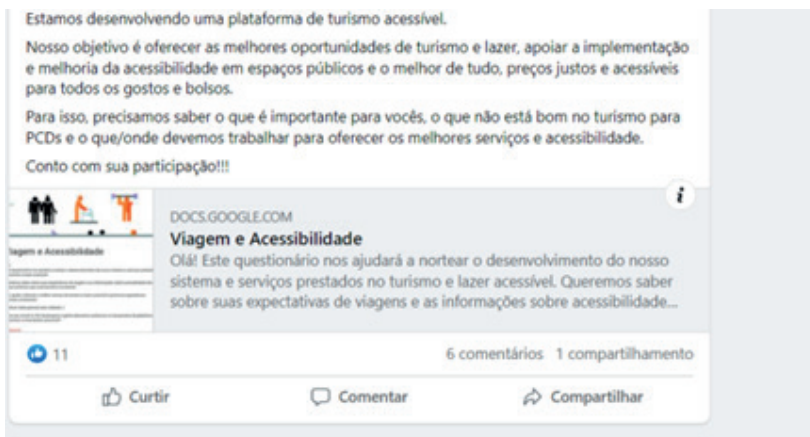 Estamos desenvolvendo uma plataforma de turismo acessível.
Nosso objetivo é oferecer as melhores oportunidades de turismo e lazer, apoiar a implementação
e melhoria da acessibilidade em espaços públicos e o melhor de tudo, preços justos e acessíveis
para todos os gostos e bolsos.
Para isso, precisamos saber o que é importante para vocês, o que não está bom no turismo para
PCDs e o que/onde devemos trabalhar para oferecer os melhores serviços e acessibilidade.
Conto com sua participação!!!
DOCS.GOOGLE.COM
Viagem e Acessibilidade
Olá! Este questionário nos ajudará a nortear o desenvolvimento do nosso
sistema e serviços prestados no turismo e lazer acessível. Queremos saber
sobre suas expectativas de viagens e as informações sobre acessibilidade...
iagem e Acessibilidade
11
6 comentários 1 compartilhamento
Curtir Comentar Compartilhar